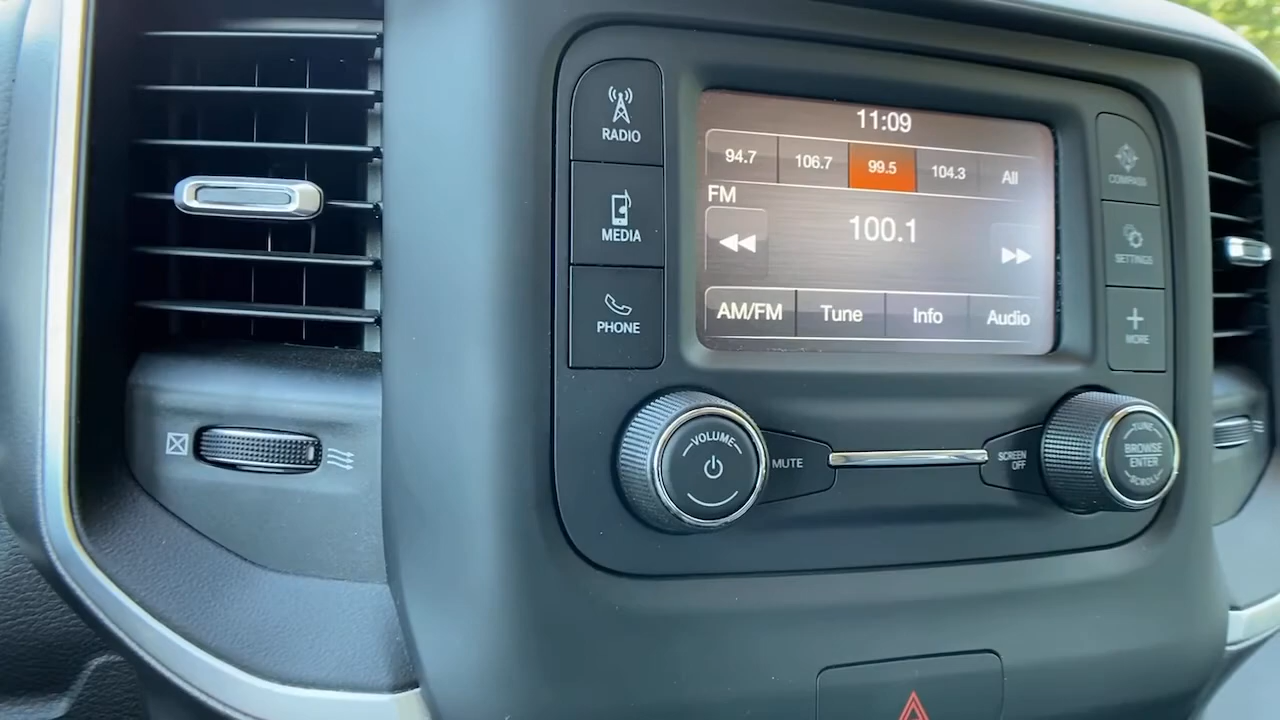 RADIO
MEDIA
PHONE
11:09
94.7 106.7 99.5 104.3 All
FM
100.1
AM/FM Tune Info Audio
COMPASS
SETTINGS
MORE
VOLUME
MUTE
SCREEN
OFF
TUNE
BROWSE
ENTER
SCROLL